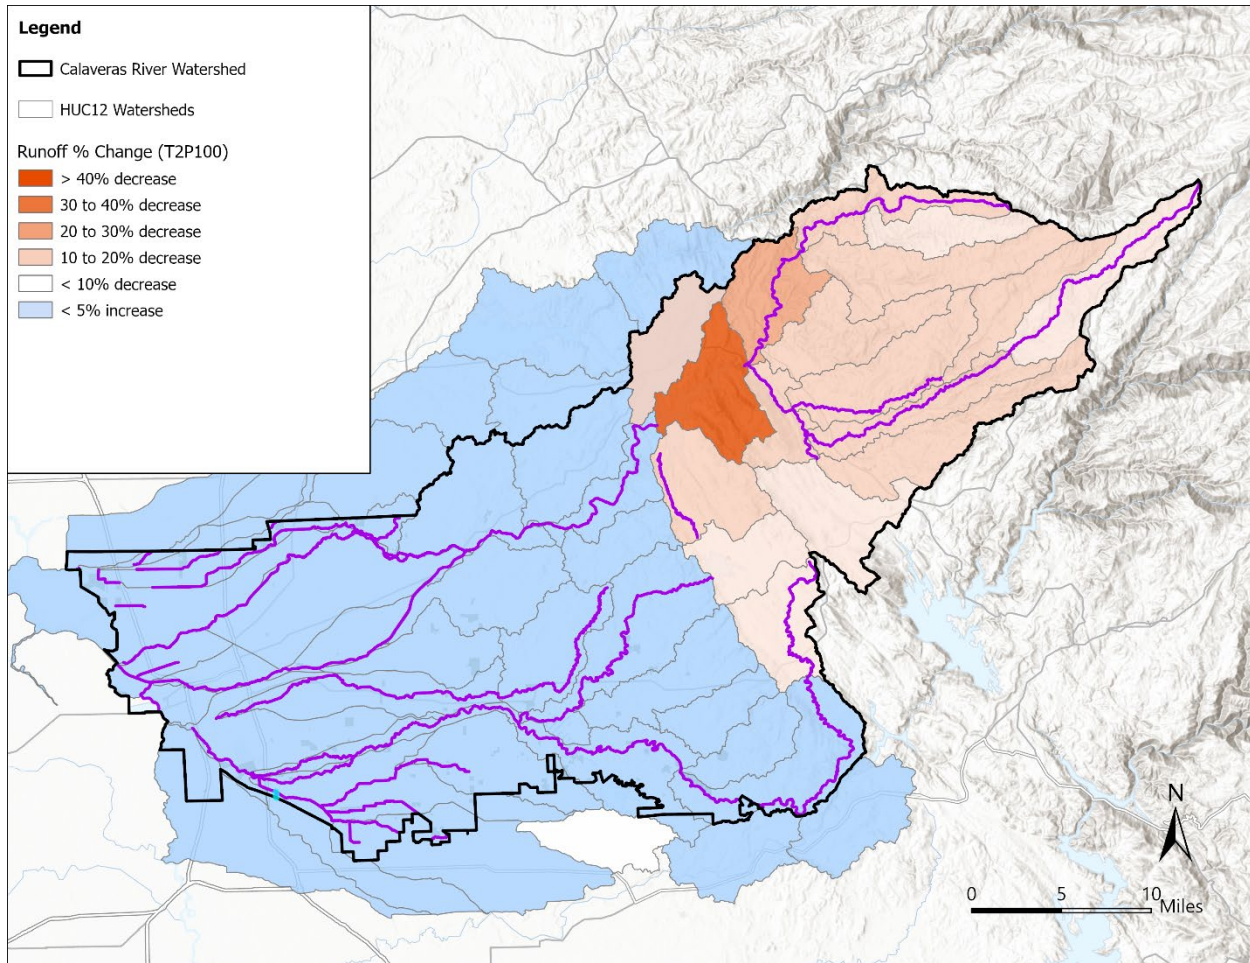 Legend
Calaveras River Watershed
HUC12 Watersheds
Runoff % Change (T2P100)
> 40% decrease
30 to 40% decrease
20 to 30% decrease
10 to 20% decrease
< 10% decrease
< 5% increase
N
0 5 10
Miles